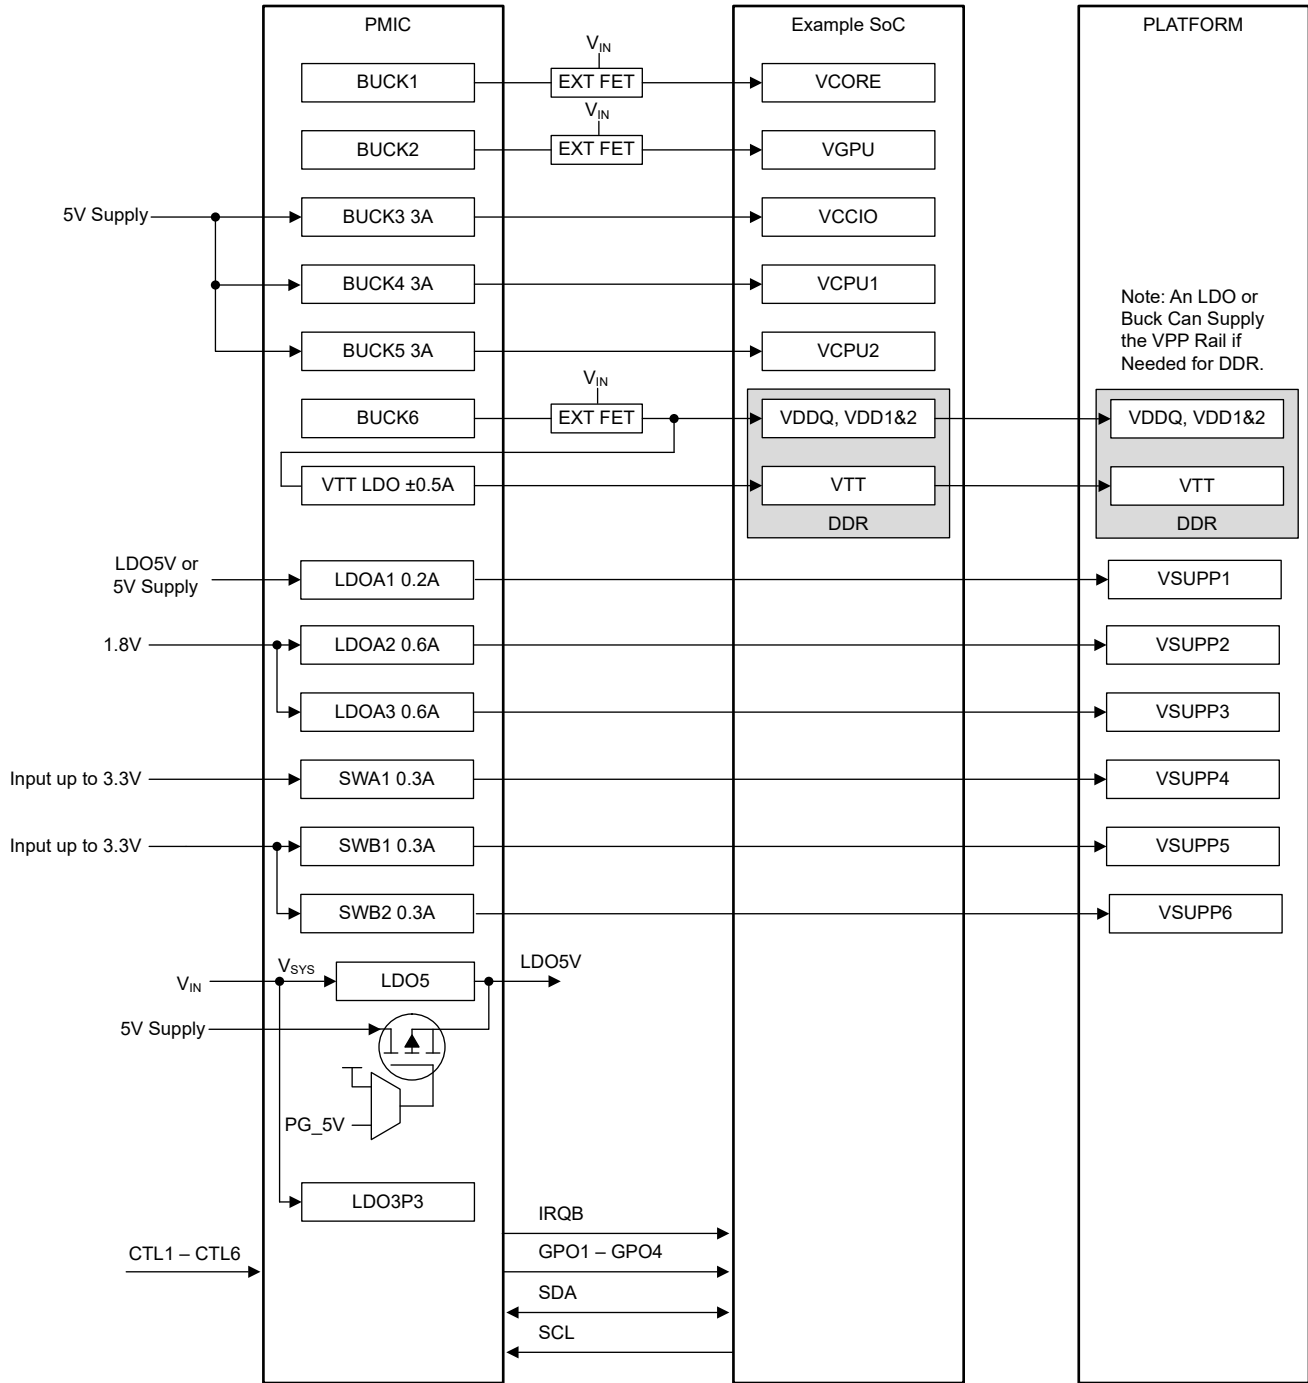 PMIC
Example SoC
PLATFORM
VIN
BUCK1
EXT FET
VCORE
VIN
BUCK2
EXT FET
VGPU
5V Supply
BUCK3 3A
VCCIO
BUCK4 3A
VCPU1
Note: An LDO or
Buck Can Supply
the VPP Rail if
Needed for DDR.
BUCK5 3A
VCPU2
VIN
BUCK6
EXT FET
VDDQ, VDD1&2
VDDQ, VDD1&2
VTT LDO ±0.5A
VTT
VTT
DDR
DDR
LDO5V or
5V Supply
LDOA1 0.2A
VSUPP1
1.8V
LDOA2 0.6A
VSUPP2
LDOA3 0.6A
VSUPP3
Input up to 3.3V
SWA1 0.3A
VSUPP4
Input up to 3.3V
SWB1 0.3A
VSUPP5
SWB2 0.3A
VSUPP6
VIN
VSYS
LDO5
LDO5V
5V Supply
PG_5V
LDO3P3
IRQB
CTL1 – CTL6
GPO1 – GPO4
SDA
SCL